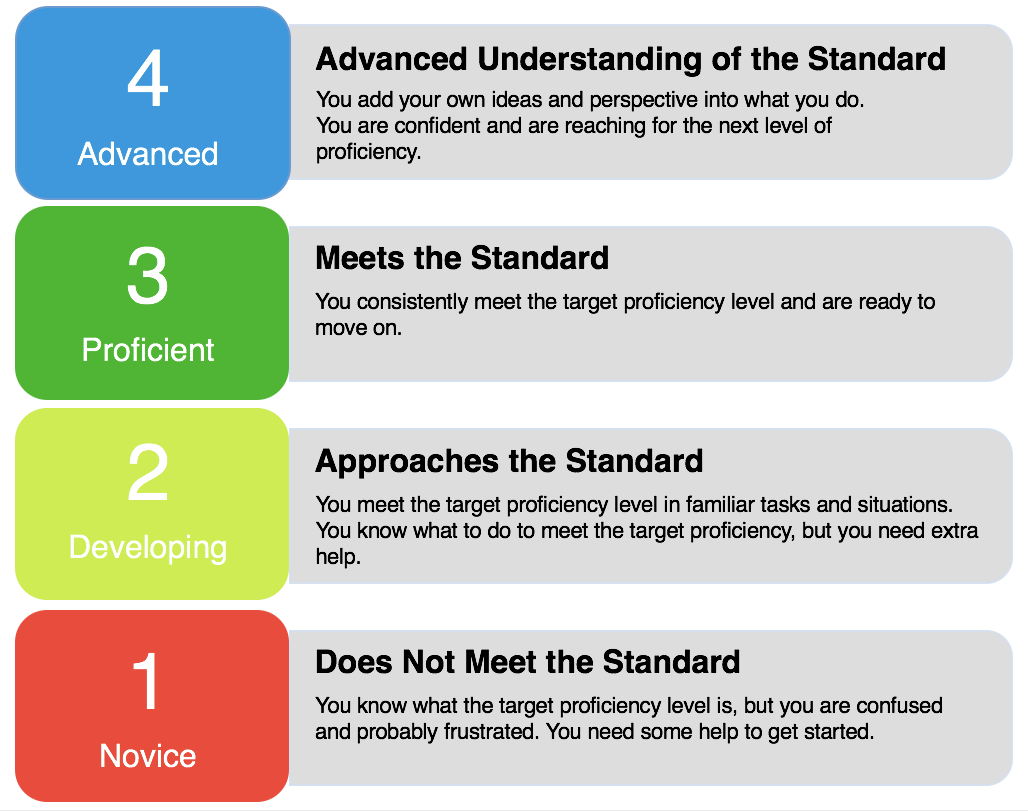 4
Advanced
Advanced Understanding of the Standard
You add your own ideas and perspective into what you do.
You are confident and are reaching for the next level of
proficiency.
3
Proficient
Meets the Standard
You consistently meet the target proficiency level and are ready to
move on.
2
Developing
Approaches the Standard
You meet the target proficiency level in familiar tasks and situations.
You know what to do to meet the target proficiency, but you need extra
help.
1
Novice
Does Not Meet the Standard
You know what the target proficiency level is, but you are confused
and probably frustrated. You need some help to get started.